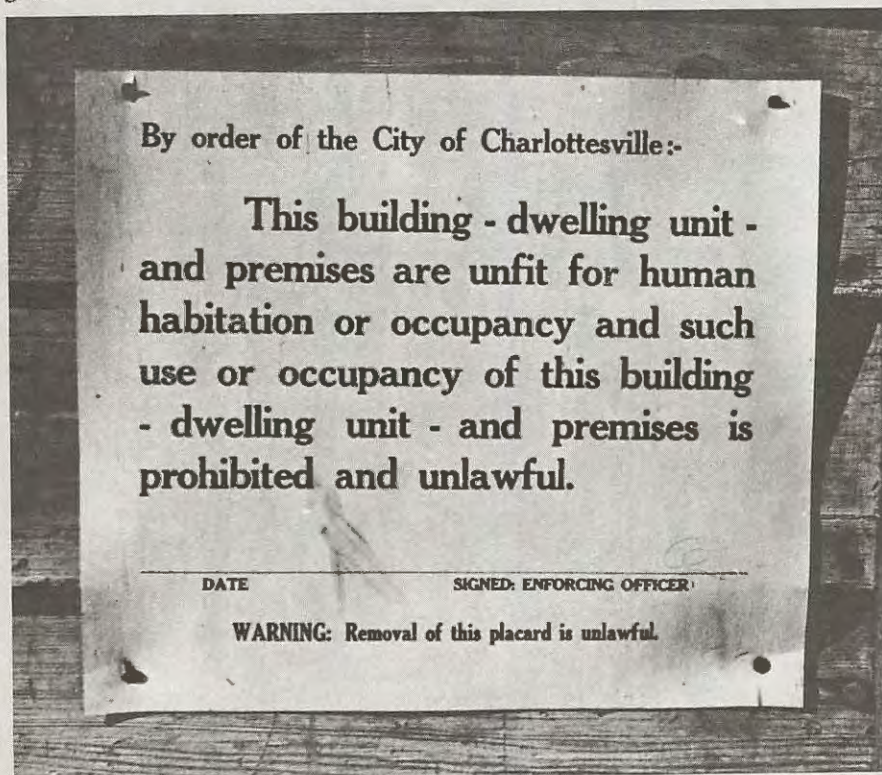 By order of the City of Charlottesville:-
This building - dwelling unit -
and premises are unfit for human
habitation or occupancy and such
use or occupancy of this building
- dwelling unit - and premises is
prohibited and unlawful.
DATE SIGNED: ENFORCING OFFICER
WARNING: Removal of this placard is unlawful.